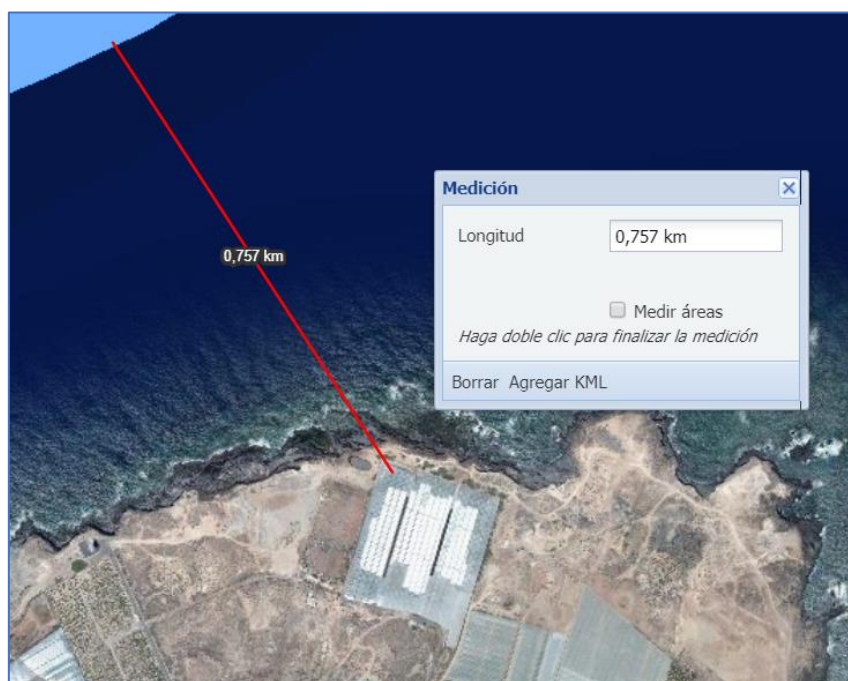 0,757 km
Medición
Longitud 0,757 km
Medir áreas
Haga doble clic para finalizar la medición
Borrar Agregar KML